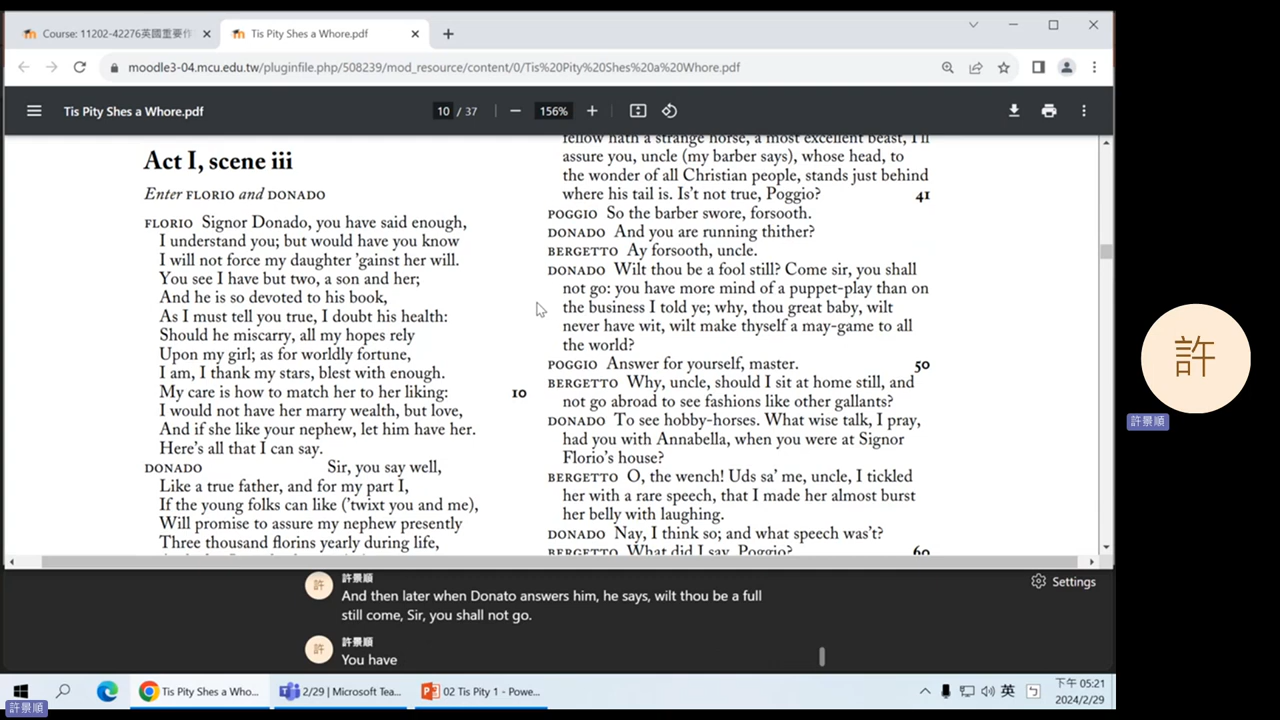 Course: 11202-42276英國重要作
Tis Pity Shes a Whore.pdf
moodle3-04.mcu.edu.tw/pluginfile.php/508239/mod_resource/content/0/Tis%20Pity%20Shes%20a%20Whore.pdf
Tis Pity Shes a Whore.pdf
10 / 37
156%
Act I, scene iii
Enter FLORIO and DONADO
FLORIO Signor Donado, you have said enough,
I understand you; but would have you know
I will not force my daughter 'gainst her will.
You see I have but two, a son and her;
And he is so devoted to his book,
As I must tell you true, I doubt his health:
Should he miscarry, all my hopes rely
Upon my girl; as for worldly fortune,
I am, I thank my stars, blest with enough.
My care is how to match her to her liking: 10
I would not have her marry wealth, but love,
And if she like your nephew, let him have her.
Here's all that I can say.
DONADO Sir, you say well,
Like a true father, and for my part I,
If the young folks can like ('twixt you and me),
Will promise to assure my nephew presently
Three thousand florins yearly during life,
fellow hath a strange horse, a most excellent beast, I'll
assure you, uncle (my barber says), whose head, to
the wonder of all Christian people, stands just behind
where his tail is. Is't not true, Poggio? 41
POGGIO So the barber swore, forsooth.
DONADO And you are running thither?
BERGETTO Ay forsooth, uncle.
DONADO Wilt thou be a fool still? Come sir, you shall
not go: you have more mind of a puppet-play than on
the business I told ye; why, thou great baby, wilt
never have wit, wilt make thyself a may-game to all
the world?
POGGIO Answer for yourself, master. 50
BERGETTO Why, uncle, should I sit at home still, and
not go abroad to see fashions like other gallants?
DONADO To see hobby-horses. What wise talk, I pray,
had you with Annabella, when you were at Signor
Florio's house?
BERGETTO O, the wench! Uds sa' me, uncle, I tickled
her with a rare speech, that I made her almost burst
her belly with laughing.
DONADO Nay, I think so; and what speech was't?
BERGETTO What did I say, Poggio? 60
許
許景順
許
許景順
And then later when Donato answers him, he says, wilt thou be a full
still come, Sir, you shall not go.
許
許景順
You have
Settings
Tis Pity Shes a Who...
2/29 | Microsoft Tea...
02 Tis Pity 1 - Powe...
英
下午 05:21
2024/2/29
許景順